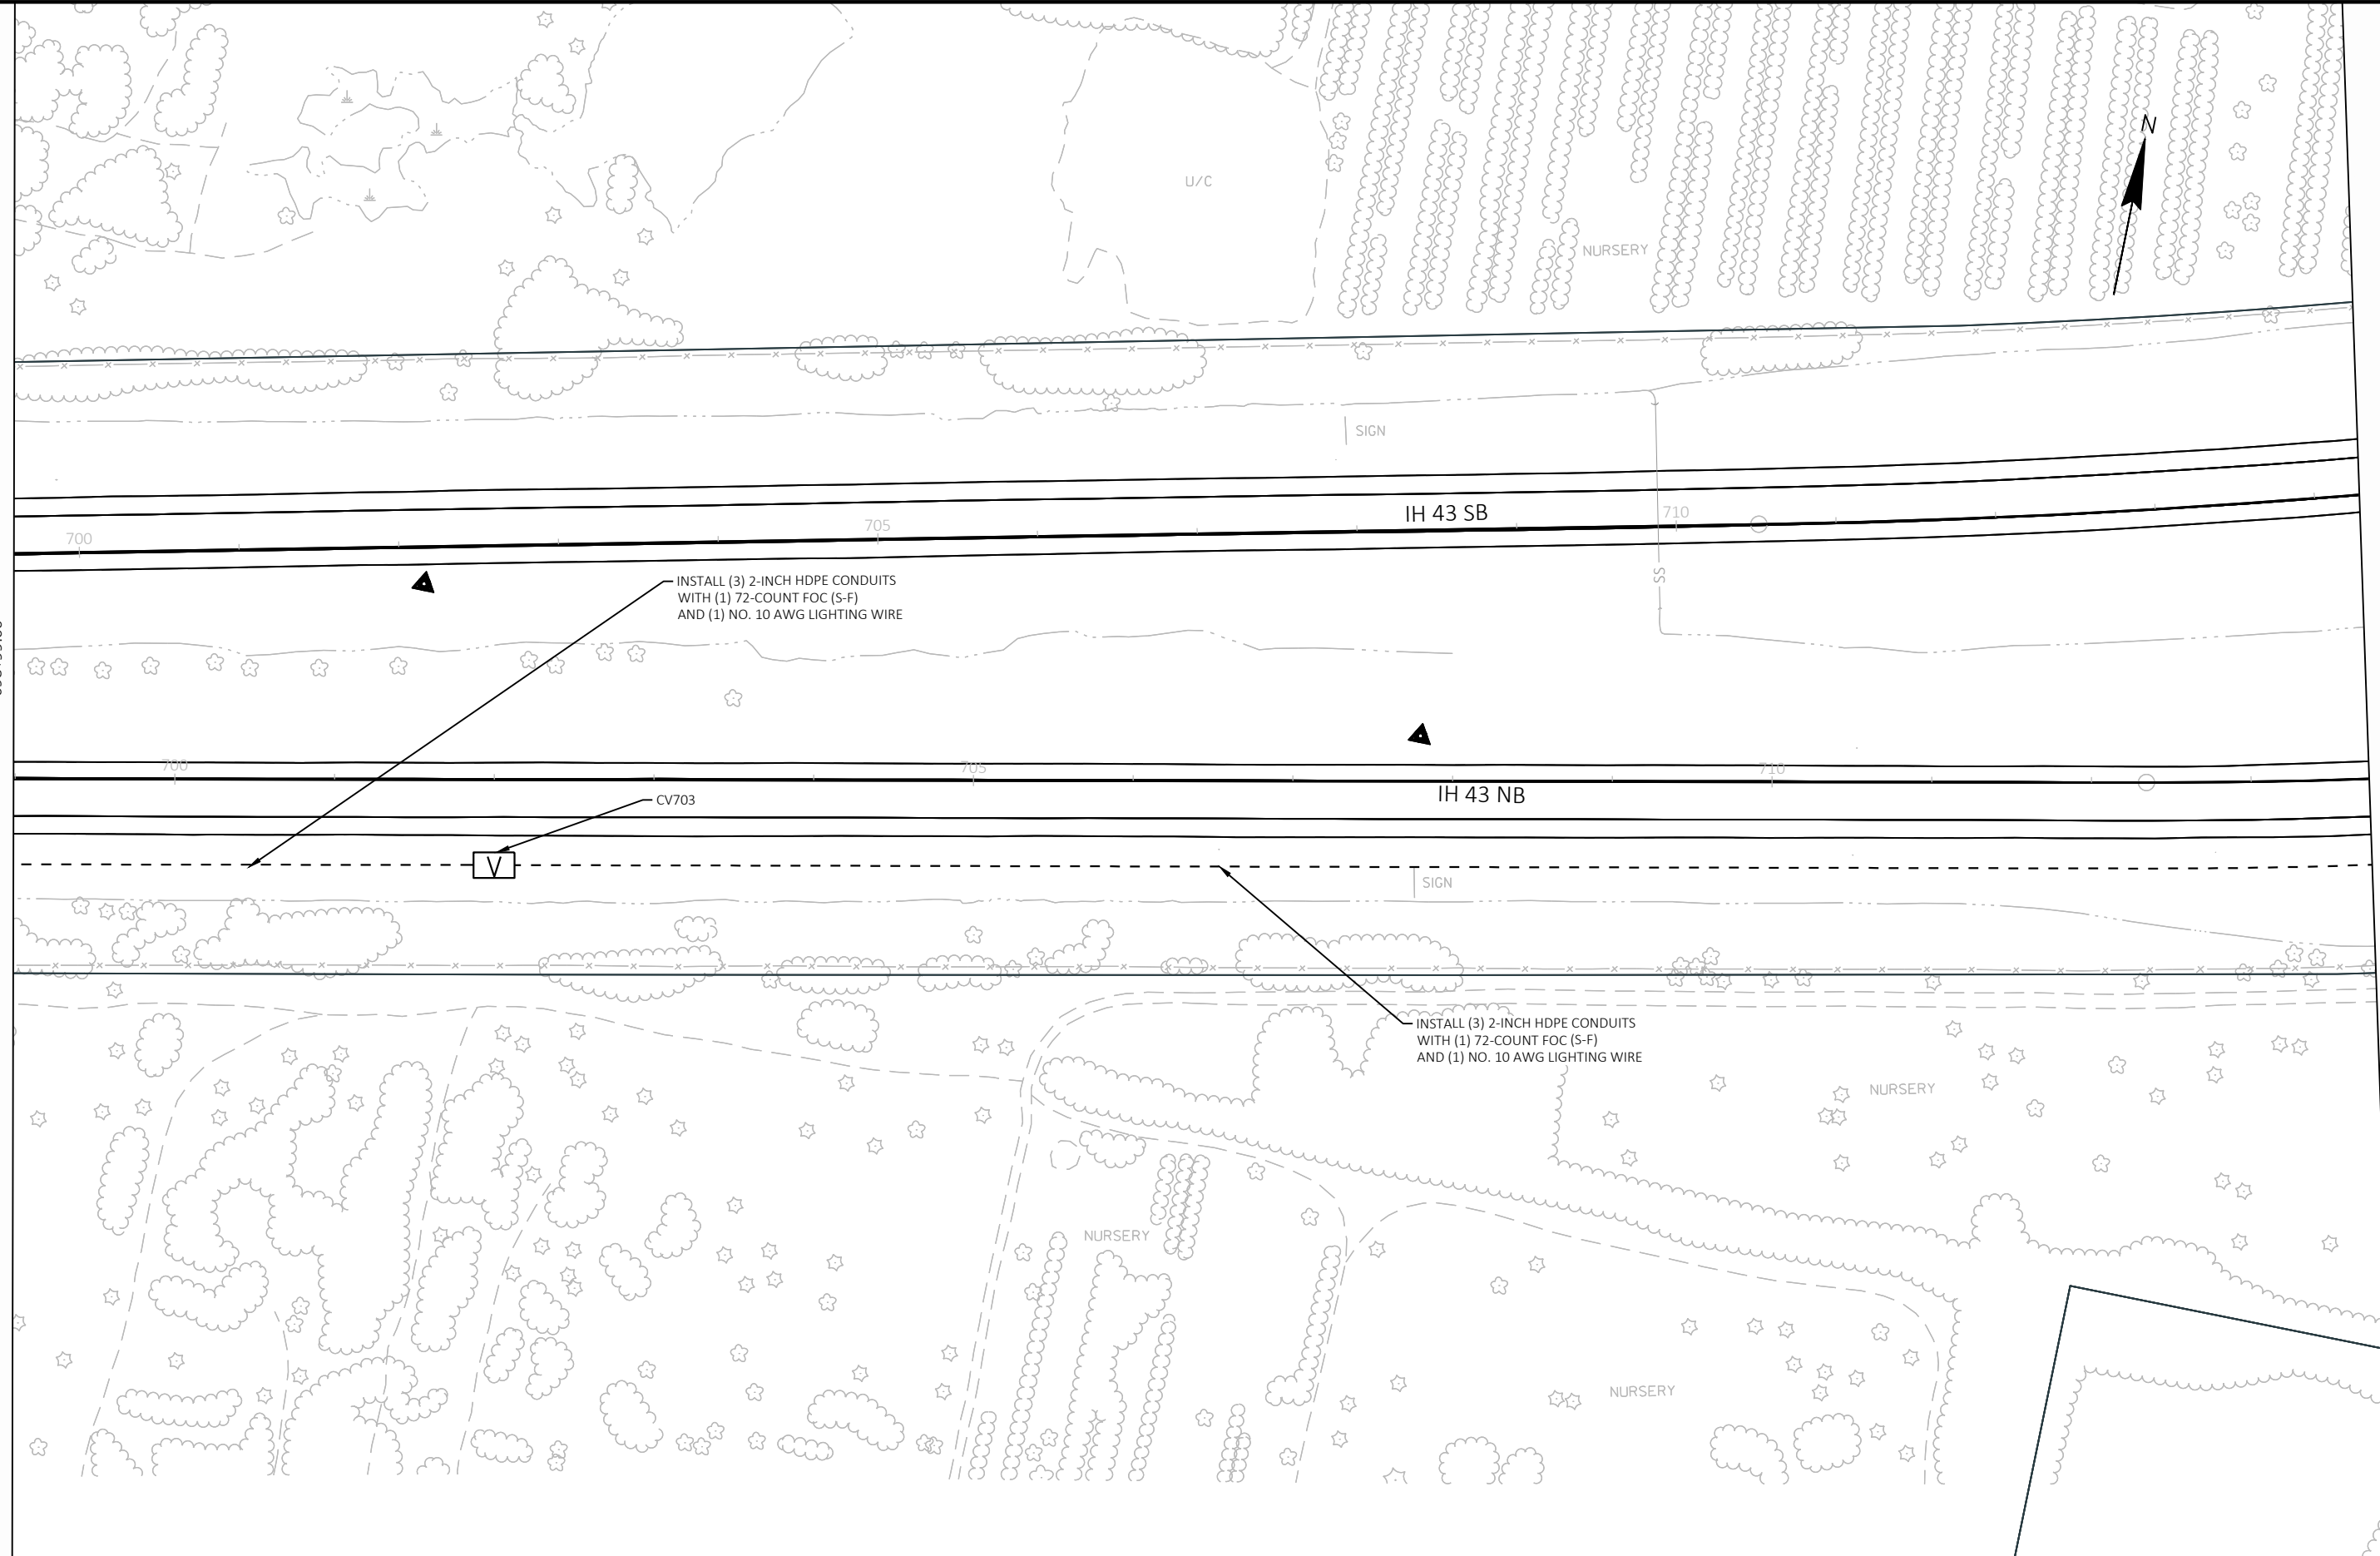 N
U/C
NURSERY
SIGN
IH 43 SB
700
705
710
INSTALL (3) 2-INCH HDPE CONDUITS
WITH (1) 72-COUNT FOC (S-F)
AND (1) NO. 10 AWG LIGHTING WIRE
SS
700
705
710
IH 43 NB
CV703
V
SIGN
INSTALL (3) 2-INCH HDPE CONDUITS
WITH (1) 72-COUNT FOC (S-F)
AND (1) NO. 10 AWG LIGHTING WIRE
NURSERY
NURSERY
NURSERY